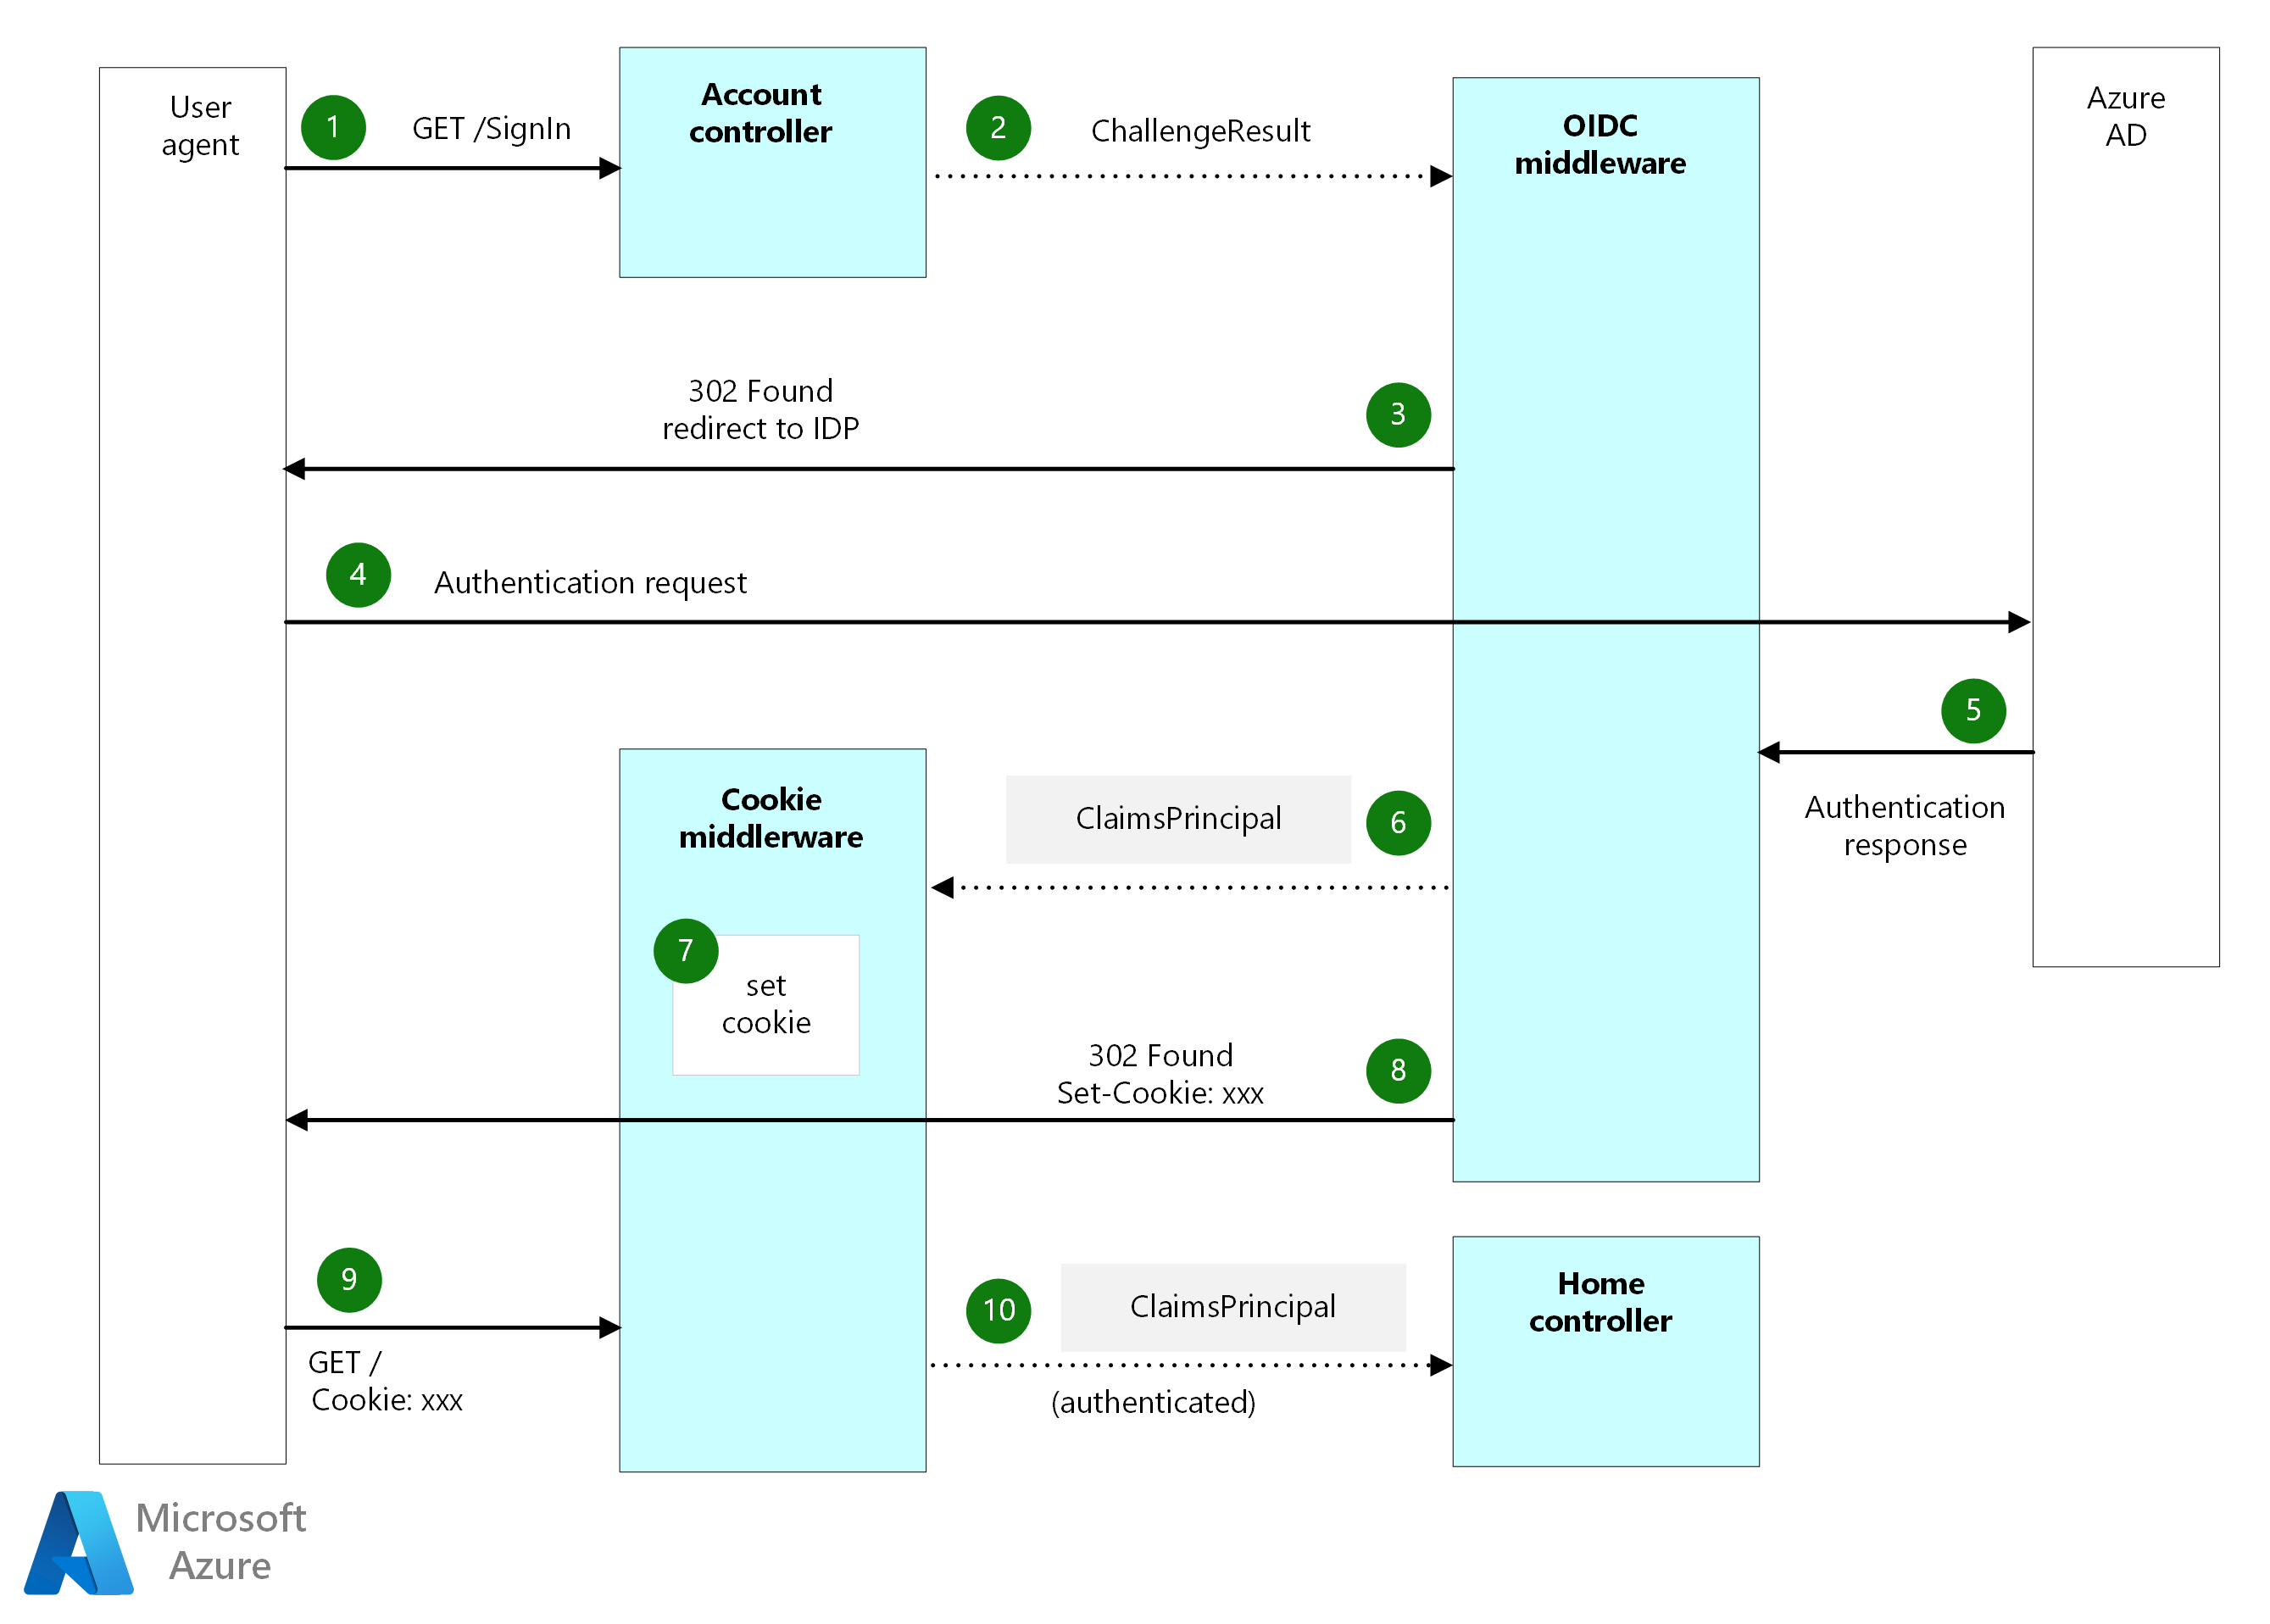 User
agent
1
GET /SignIn
Account
controller
2
ChallengeResult
OIDC
middleware
Azure
AD
302 Found
redirect to IDP
3
4
Authentication request
5
Authentication
response
Cookie
middlerware
ClaimsPrincipal
6
7
set
cookie
302 Found
Set-Cookie: xxx
8
9
GET /
Cookie: xxx
10
ClaimsPrincipal
(authenticated)
Home
controller
Microsoft
Azure